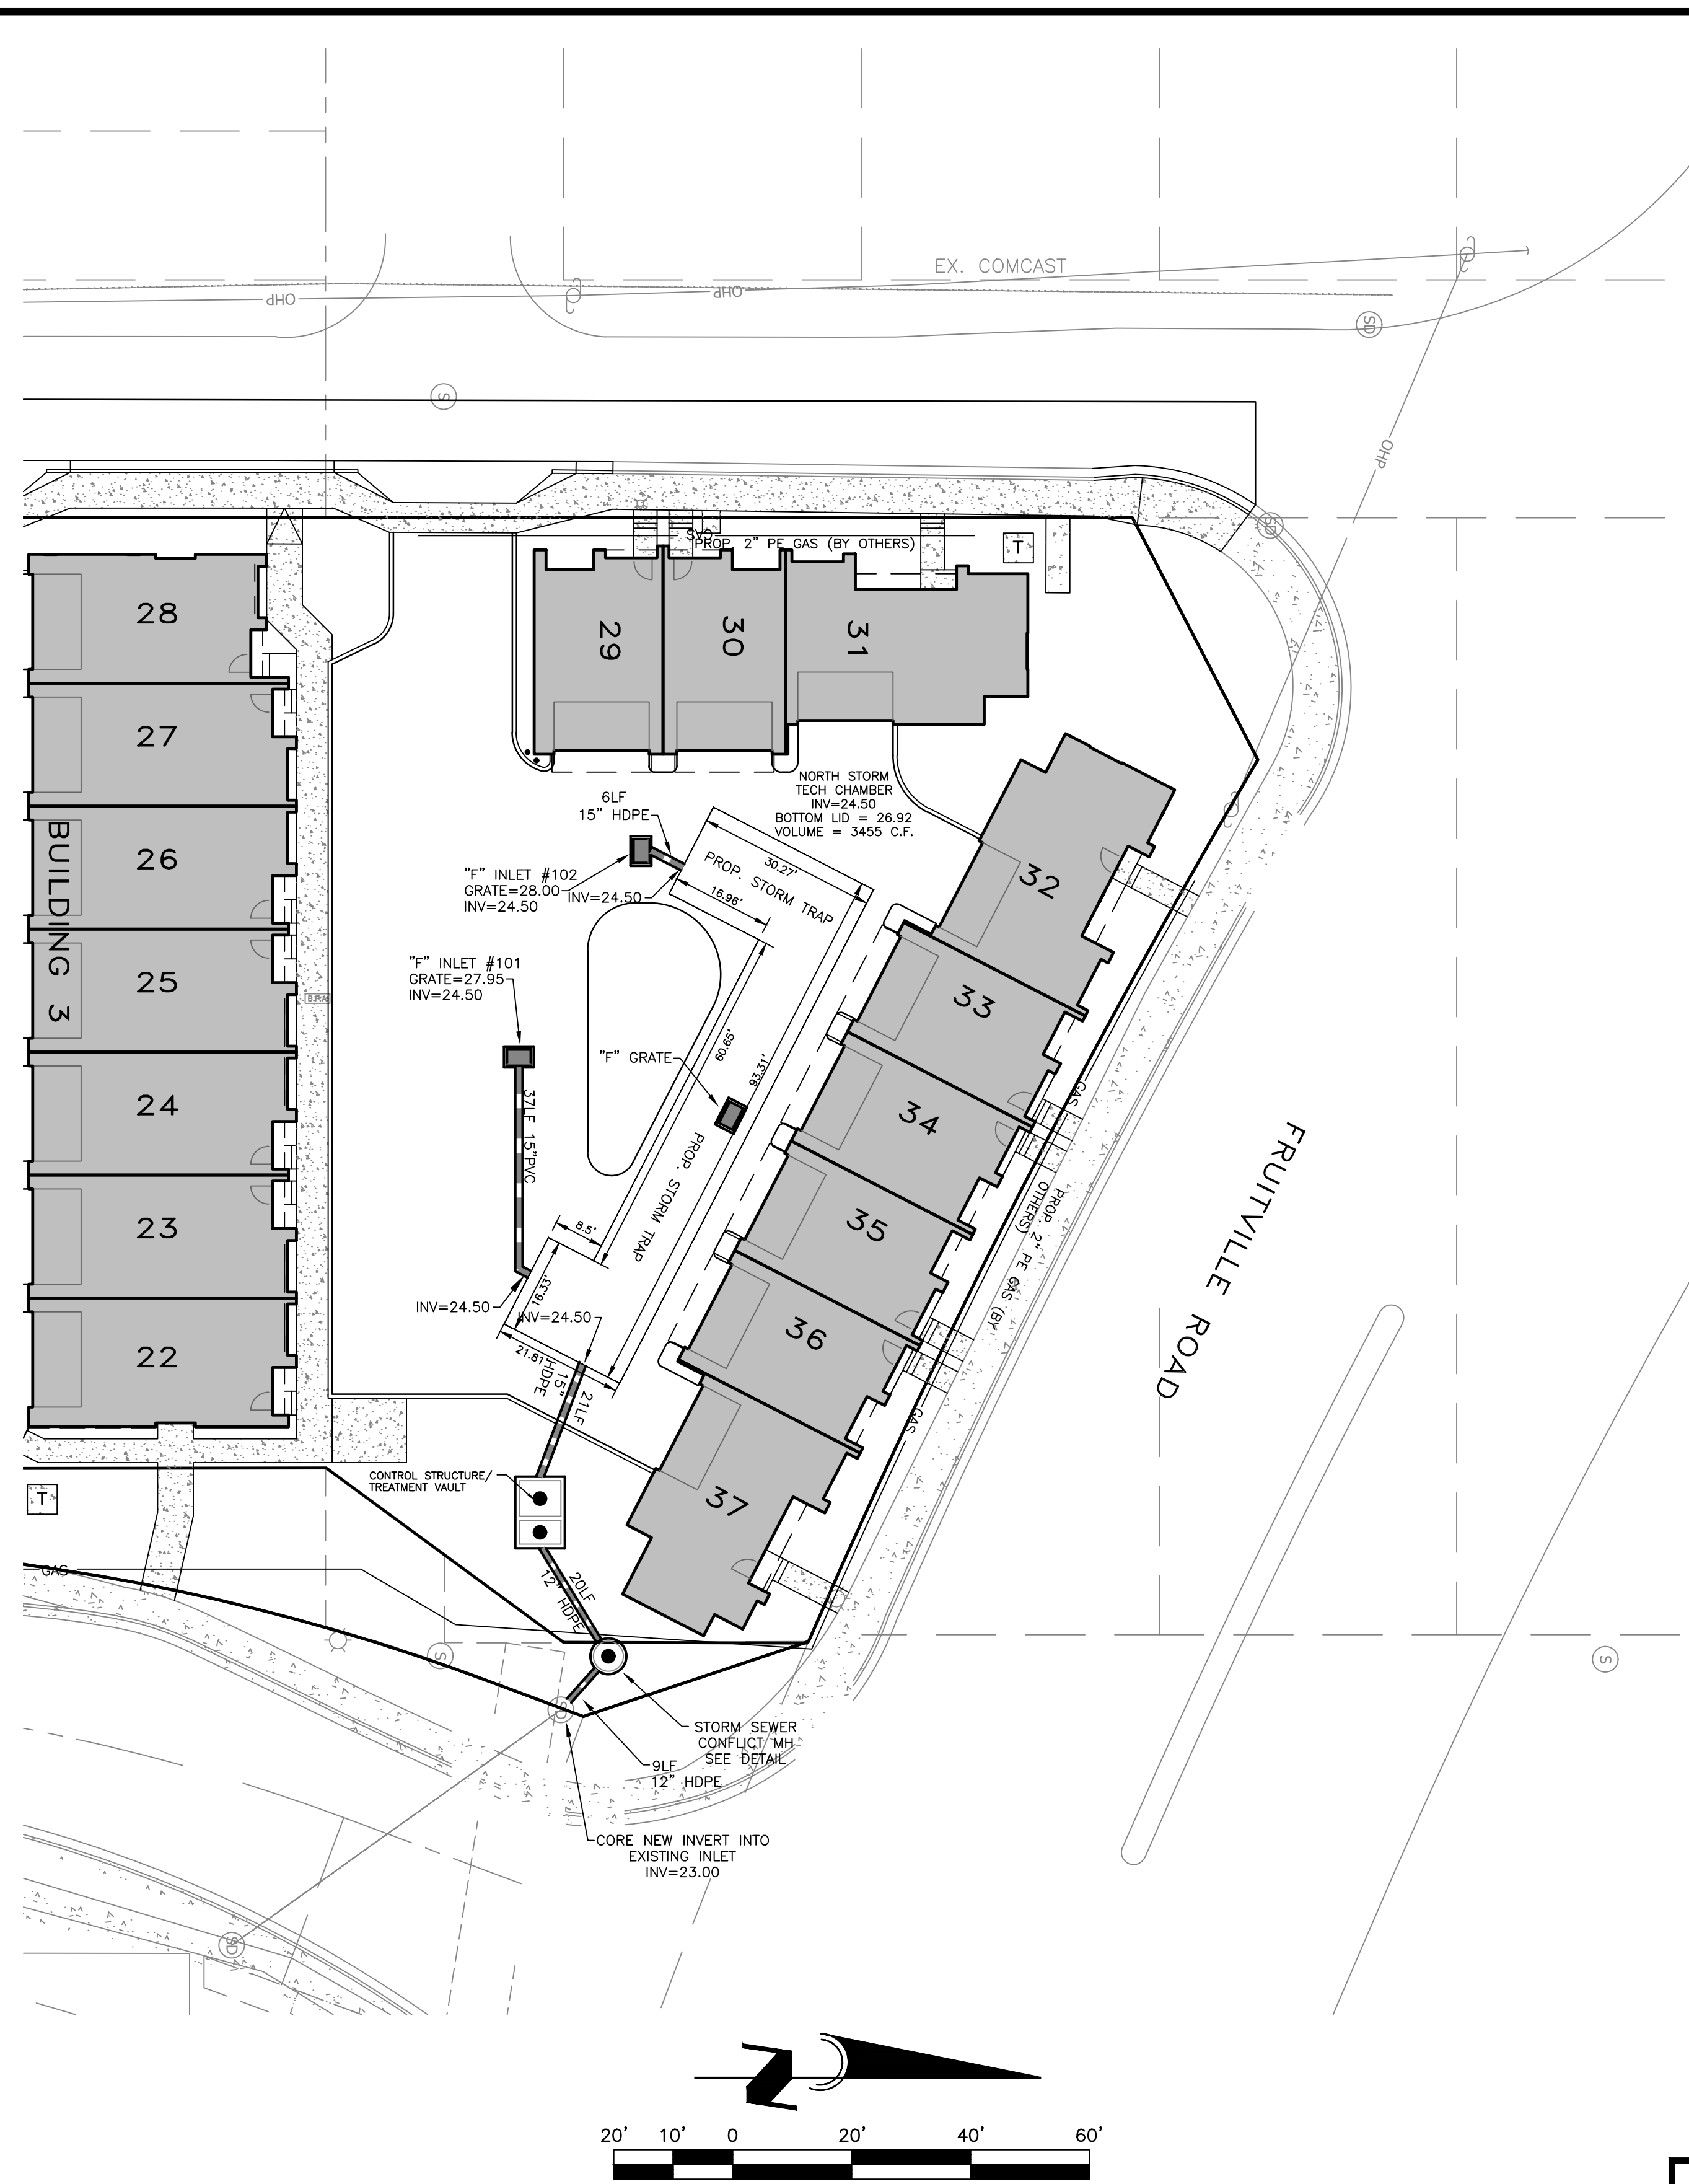 EX. COMCAST
OHP
OHP
SD
S
OHP
SD
GAS
PROP. 2" PE GAS (BY OTHERS)
T
28
29
30
31
27
NORTH STORM
TECH CHAMBER
INV=24.50
BOTTOM LID = 26.92
VOLUME = 3455 C.F.
6LF
15" HDPE
BUILDING 3
26
"F" INLET #102
GRATE=28.00
INV=24.50
INV=24.50
30.27'
PROP. STORM TRAP
16.96'
32
"F" INLET #101
GRATE=27.95
INV=24.50
25
33
"F" GRATE
60.65'
93.31'
24
37LF 15"PVC
34
GAS
FRUITVILLE ROAD
PROP. STORM TRAP
PROP. 2" PE GAS (BY
OTHERS)
23
8.5'
35
16.33'
INV=24.50
INV=24.50
22
21.81'
36
21LF
15"
HDPE
GAS
CONTROL STRUCTURE/
TREATMENT VAULT
T
37
GAS
20LF
12" HDPE
S
S
SD
STORM SEWER
CONFLICT MH
SEE DETAIL
9LF
12" HDPE
CORE NEW INVERT INTO
EXISTING INLET
INV=23.00
SD
N
20' 10' 0 20' 40' 60'